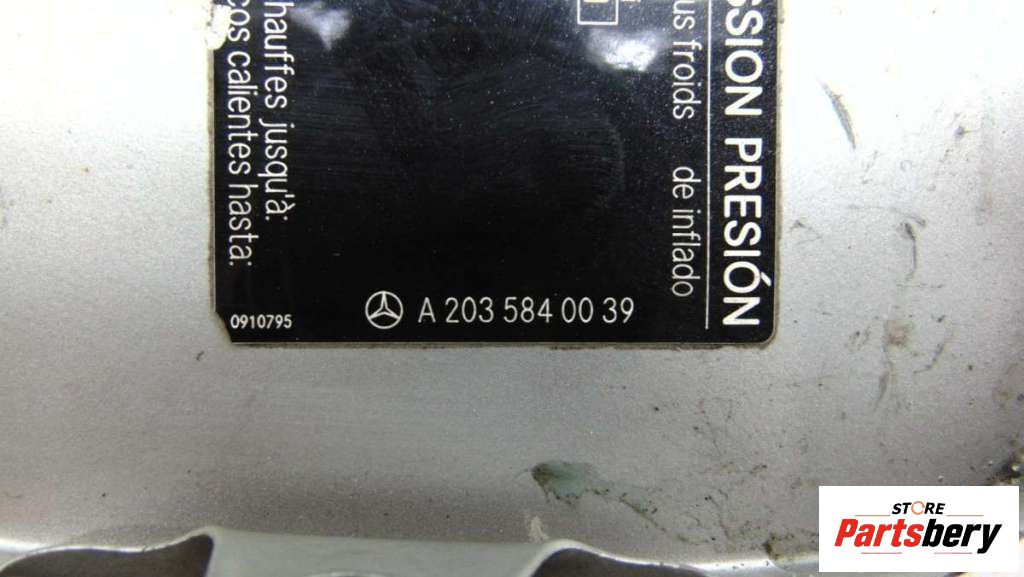 hauffes jusqu'à:
cos calientes hasta:
us froids
de inflado
SSION PRESIÓN
0910795
A 203 584 00 39
STORE
Partsbery